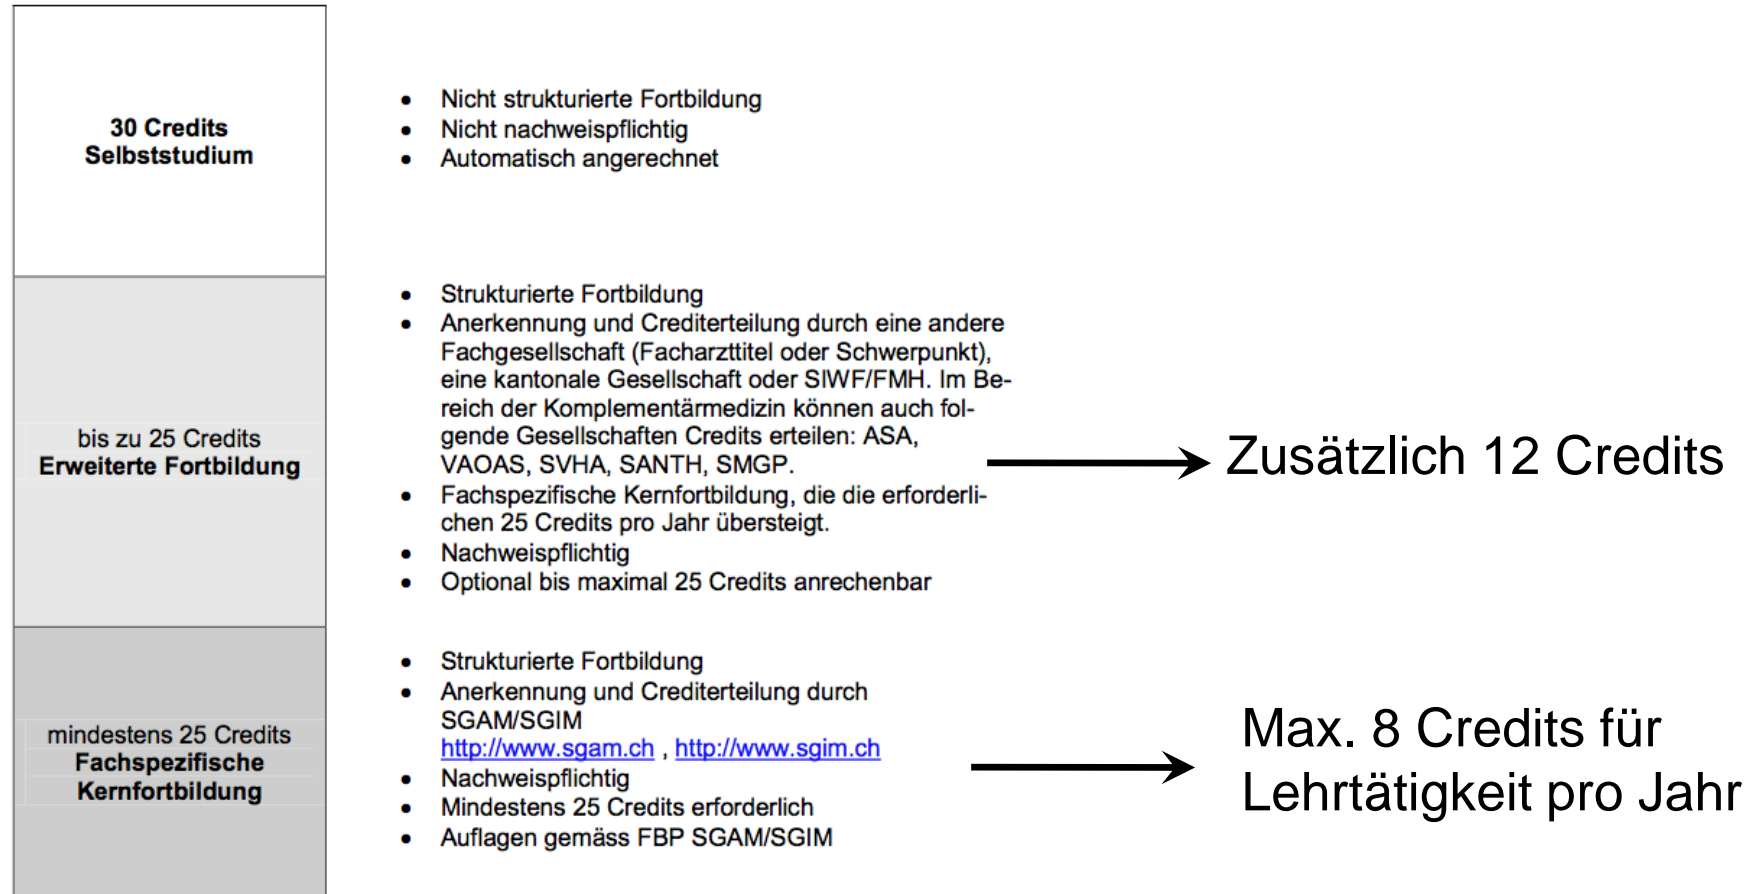 30 Credits
Selbststudium
• Nicht strukturierte Fortbildung
• Nicht nachweispflichtig
• Automatisch angerechnet
bis zu 25 Credits
Erweiterte Fortbildung
• Strukturierte Fortbildung
• Anerkennung und Crediterteilung durch eine andere
Fachgesellschaft (Facharzttitel oder Schwerpunkt),
eine kantonale Gesellschaft oder SIWF/FMH. Im Be-
reich der Komplementärmedizin können auch fol-
gende Gesellschaften Credits erteilen: ASA,
VAOAS, SVHA, SANTH, SMGP.
• Fachspezifische Kernfortbildung, die die erforderli-
chen 25 Credits pro Jahr übersteigt.
• Nachweispflichtig
• Optional bis maximal 25 Credits anrechenbar
Zusätzlich 12 Credits
mindestens 25 Credits
Fachspezifische
Kernfortbildung
• Strukturierte Fortbildung
• Anerkennung und Crediterteilung durch
SGAM/SGIM
http://www.sgam.ch , http://www.sgim.ch
• Nachweispflichtig
• Mindestens 25 Credits erforderlich
• Auflagen gemäss FBP SGAM/SGIM
Max. 8 Credits für
Lehrtätigkeit pro Jahr